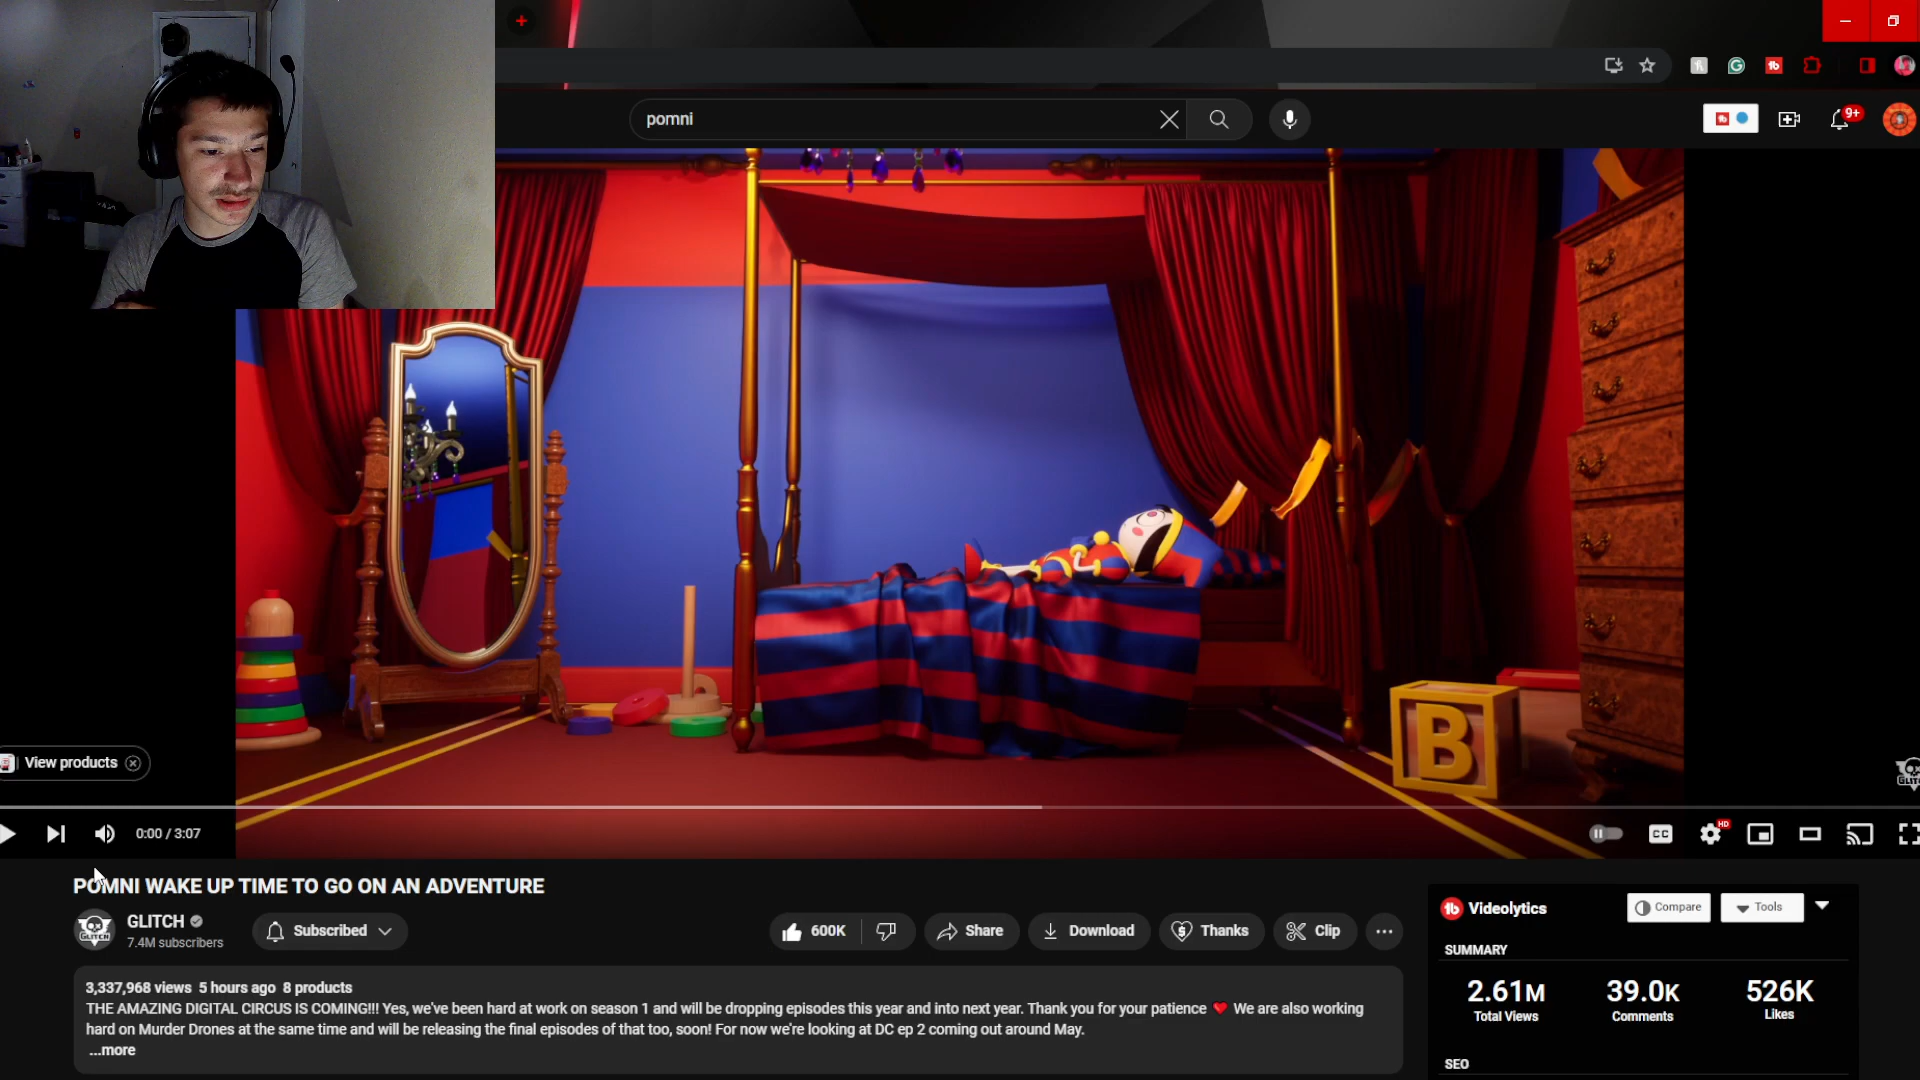 pomni
9+
View products
B
GLITCH
0:00 / 3:07
CC
HD
POMNI WAKE UP TIME TO GO ON AN ADVENTURE
GLITCH
7.4M subscribers
Subscribed
600K
Share
Download
Thanks
Clip
3,337,968 views 5 hours ago 8 products
THE AMAZING DIGITAL CIRCUS IS COMING!!! Yes, we've been hard at work on season 1 and will be dropping episodes this year and into next year. Thank you for your patience ❤️ We are also working
hard on Murder Drones at the same time and will be releasing the final episodes of that too, soon! For now we're looking at DC ep 2 coming out around May.
...more
tb Videolytics
Compare
Tools
SUMMARY
2.61M
Total Views
39.0K
Comments
526K
Likes
SEO